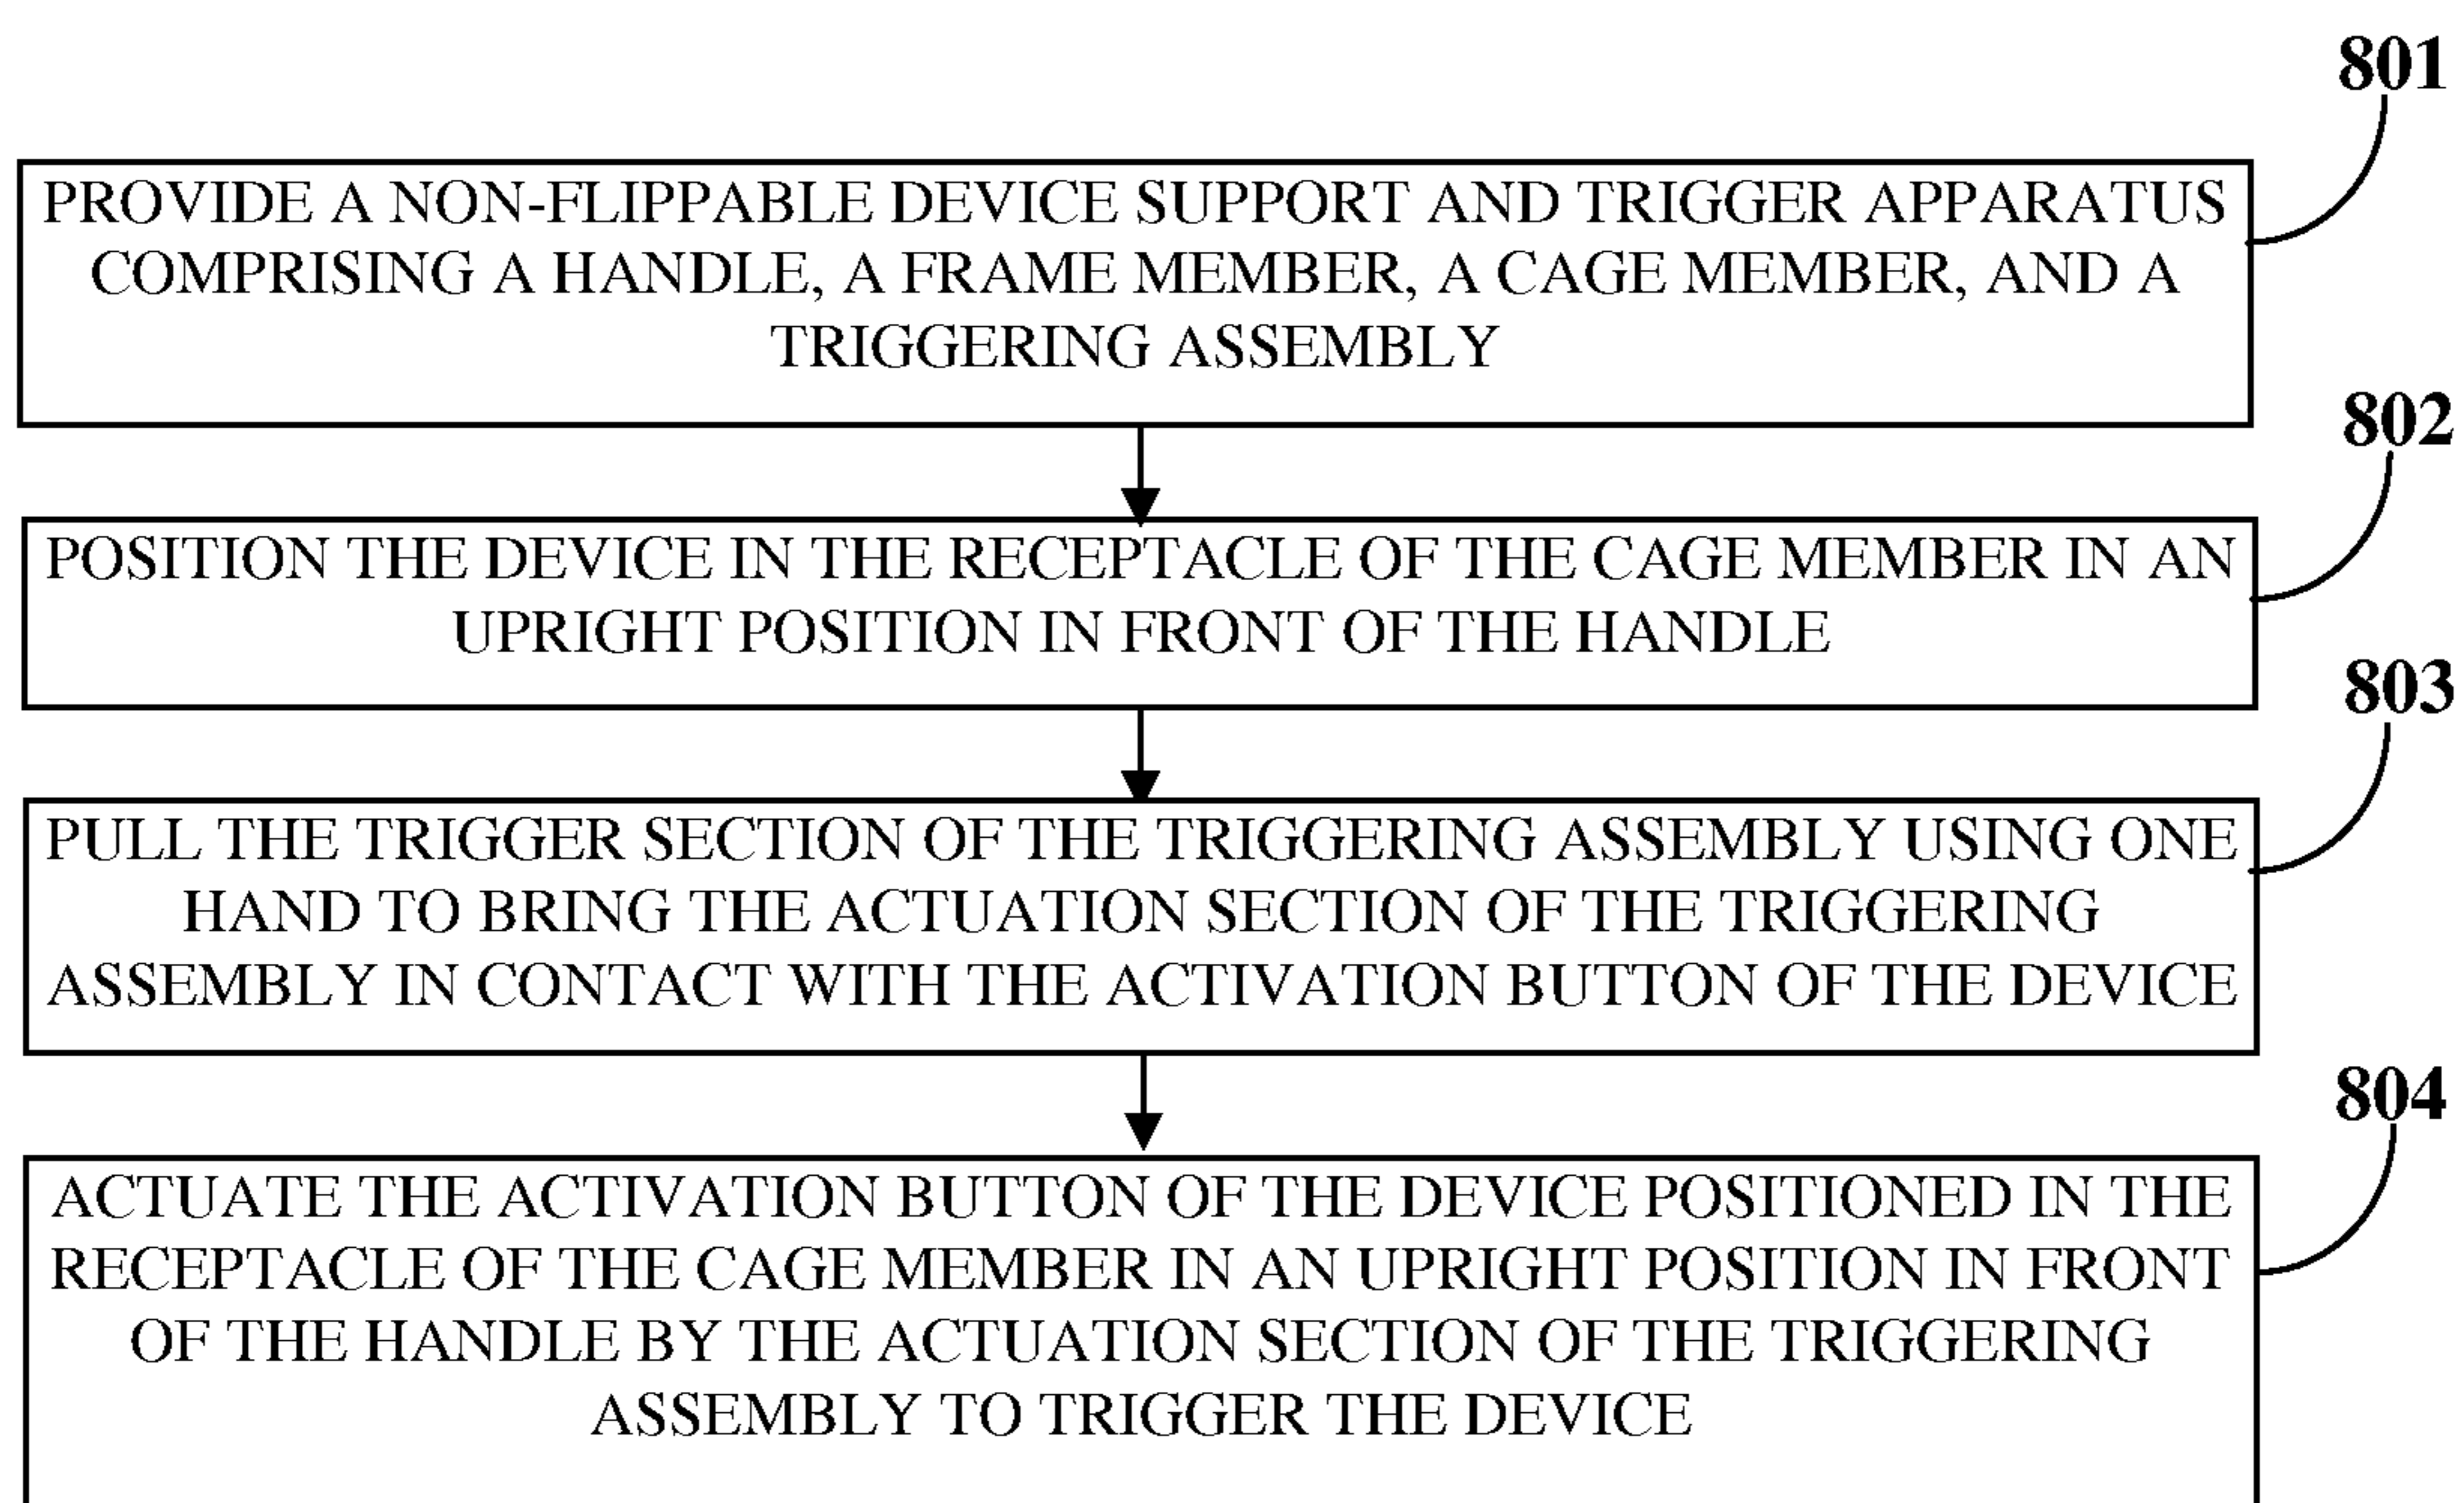 801
PROVIDE A NON-FLIPPABLE DEVICE SUPPORT AND TRIGGER APPARATUS
COMPRISING A HANDLE, A FRAME MEMBER, A CAGE MEMBER, AND A
TRIGGERING ASSEMBLY
802
POSITION THE DEVICE IN THE RECEPTACLE OF THE CAGE MEMBER IN AN
UPRIGHT POSITION IN FRONT OF THE HANDLE
803
PULL THE TRIGGER SECTION OF THE TRIGGERING ASSEMBLY USING ONE
HAND TO BRING THE ACTUATION SECTION OF THE TRIGGERING
ASSEMBLY IN CONTACT WITH THE ACTIVATION BUTTON OF THE DEVICE
804
ACTUATE THE ACTIVATION BUTTON OF THE DEVICE POSITIONED IN THE
RECEPTACLE OF THE CAGE MEMBER IN AN UPRIGHT POSITION IN FRONT
OF THE HANDLE BY THE ACTUATION SECTION OF THE TRIGGERING
ASSEMBLY TO TRIGGER THE DEVICE